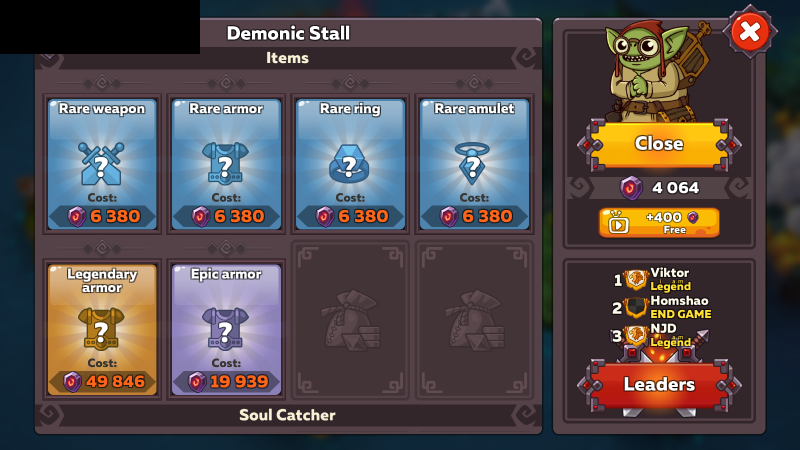 Demonic Stall
Items
Rare weapon
?
Cost:
6 380
Rare armor
?
Cost:
6 380
Rare ring
?
Cost:
6 380
Rare amulet
?
Cost:
6 380
Legendary
armor
?
Cost:
49 846
Epic armor
?
Cost:
19 939
Soul Catcher
Close
4 064
+400
Free
1 Viktor
Legend
2 Homshao
END GAME
3 NJD
Legend
Leaders